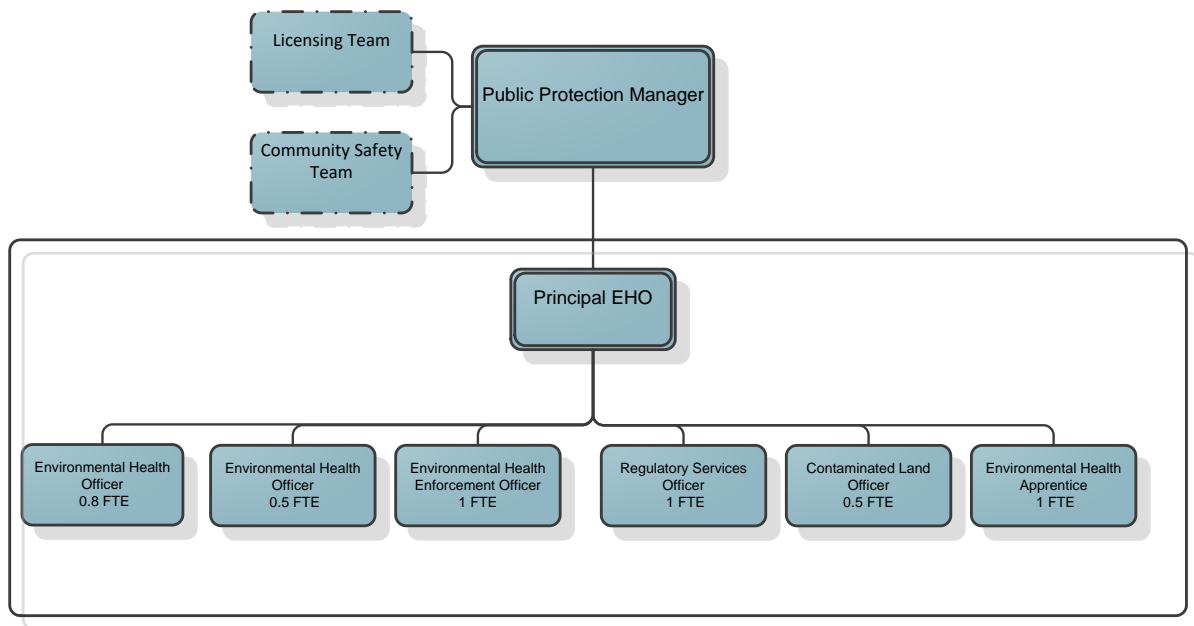 Licensing Team
Public Protection Manager
Community Safety
Team
Principal EHO
Environmental Health
Officer
0.8 FTE
Environmental Health
Officer
0.5 FTE
Environmental Health
Enforcement Officer
1 FTE
Regulatory Services
Officer
1 FTE
Contaminated Land
Officer
0.5 FTE
Environmental Health
Apprentice
1 FTE